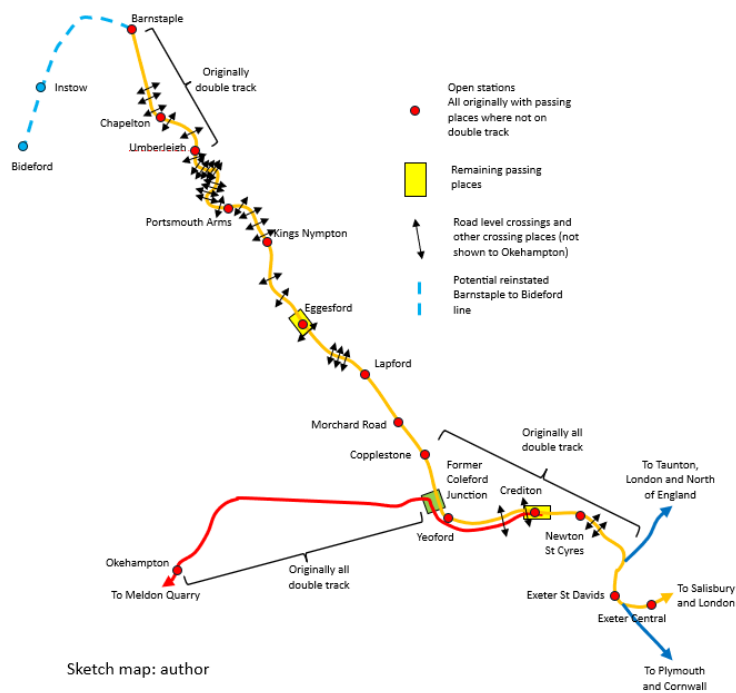 Barnstaple
Instow
Bideford
Originally
double track
Chapelton
Umberleigh
Portsmouth Arms
Kings Nympton
Eggesford
Lapford
Morchard Road
Copplestone
Open stations
All originally with passing
places where not on
double track
Remaining passing
places
Road level crossings and
other crossing places (not
shown to Okehampton)
Potential reinstated
Barnstaple to Bideford
line
Originally all
double track
Former
Coleford
Junction
Crediton
Yeoford
Newton
St Cyres
To Taunton,
London and North
of England
Okehampton
To Meldon Quarry
Originally all
double track
Exeter St Davids
Exeter Central
To Salisbury
and London
To Plymouth
and Cornwall
Sketch map: author